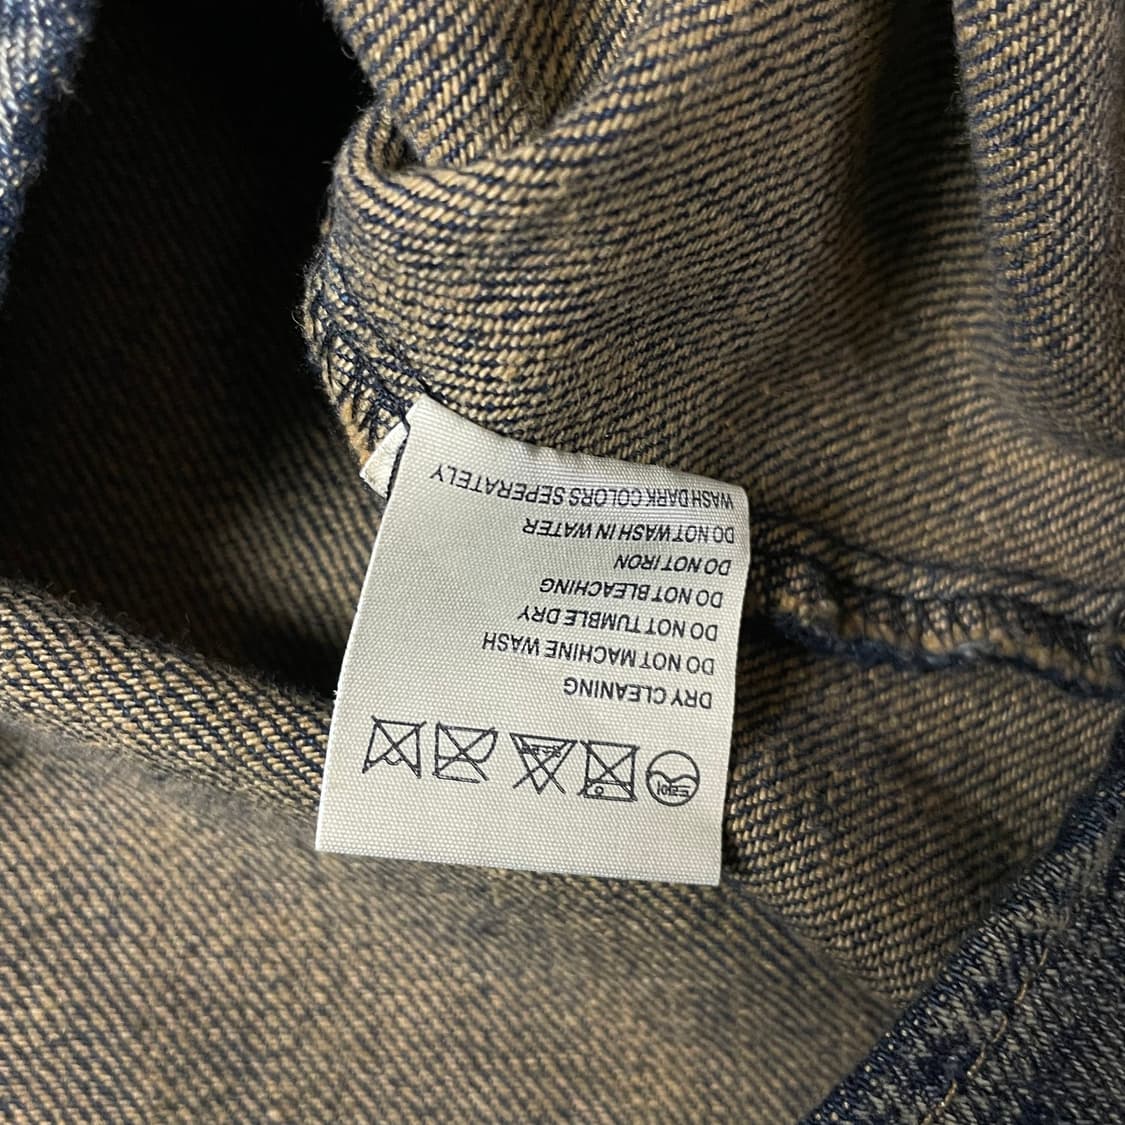 DRY CLEANING
DO NOT MACHINE WASH
DO NOT TUMBLE DRY
DO NOT BLEACHING
DO NOT IRON
DO NOT WASH IN WATER
WASH DARK COLORS SEPERATELY